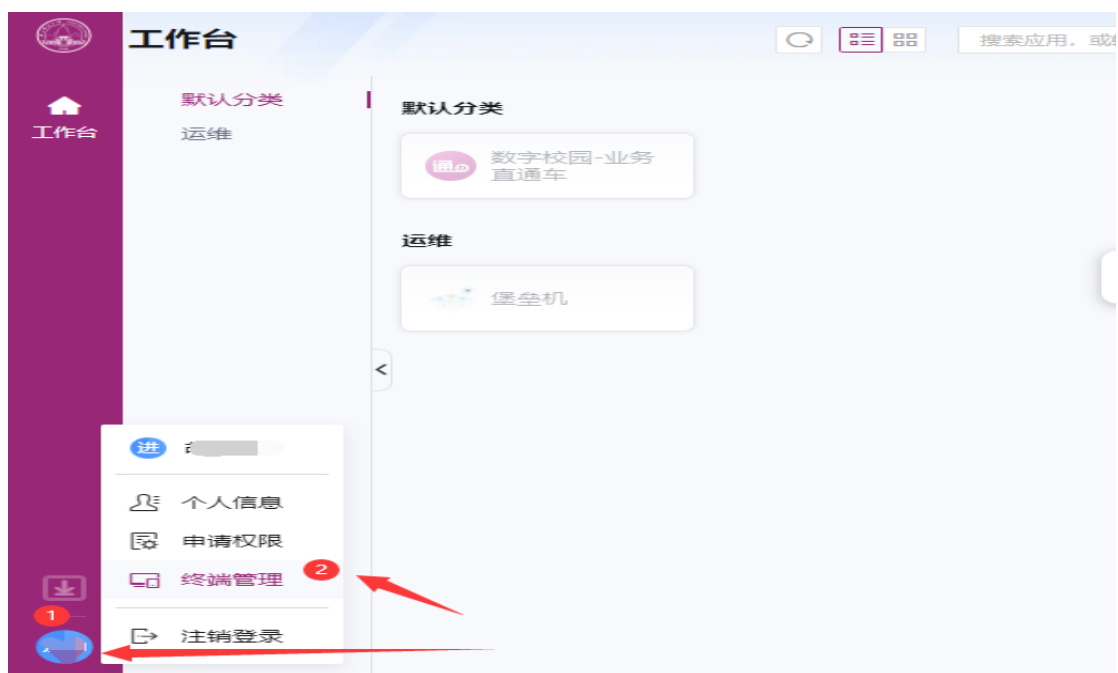 工作台
搜索应用，或
工作台
默认分类
运维
默认分类
通
数字校园-业务
直通车
运维
堡垒机
进
个人信息
申请权限
终端管理
2
1
注销登录